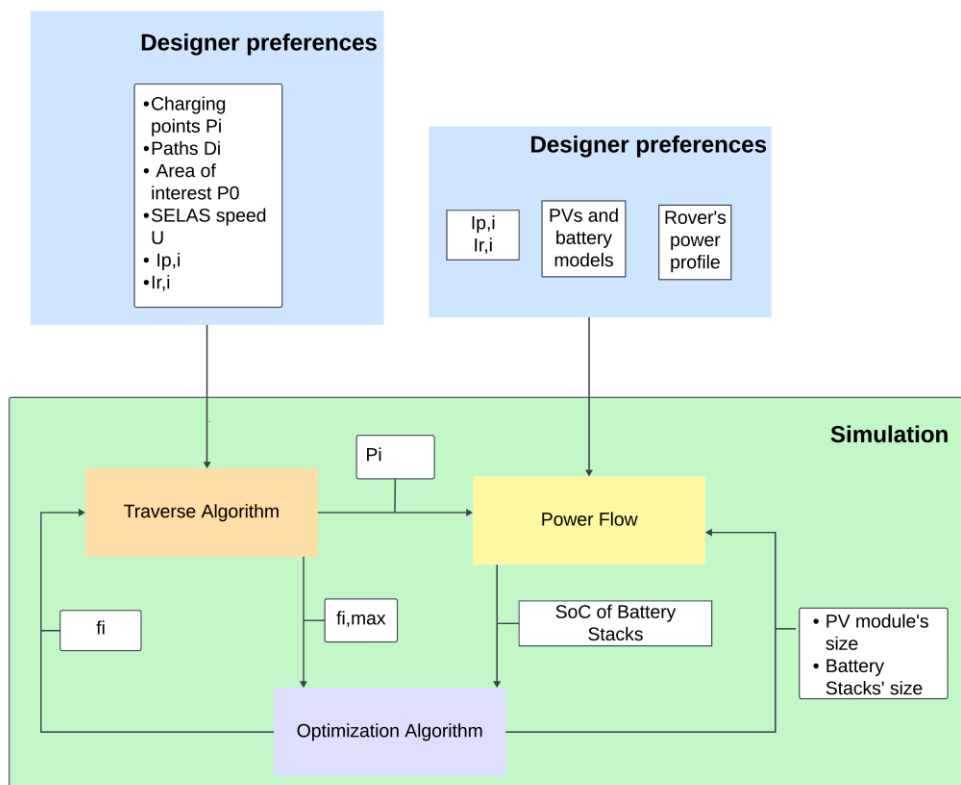 Designer preferences
•Charging
points Pi
•Paths Di
• Area of
interest P0
•SELAS speed
U
• Ip,i
•Ir,i
Designer preferences
Ip,i
Ir,i
PVs and
battery
models
Rover's
power
profile
Simulation
Pi
Traverse Algorithm
Power Flow
fi
fi,max
SoC of Battery
Stacks
• PV module's
size
• Battery
Stacks' size
Optimization Algorithm